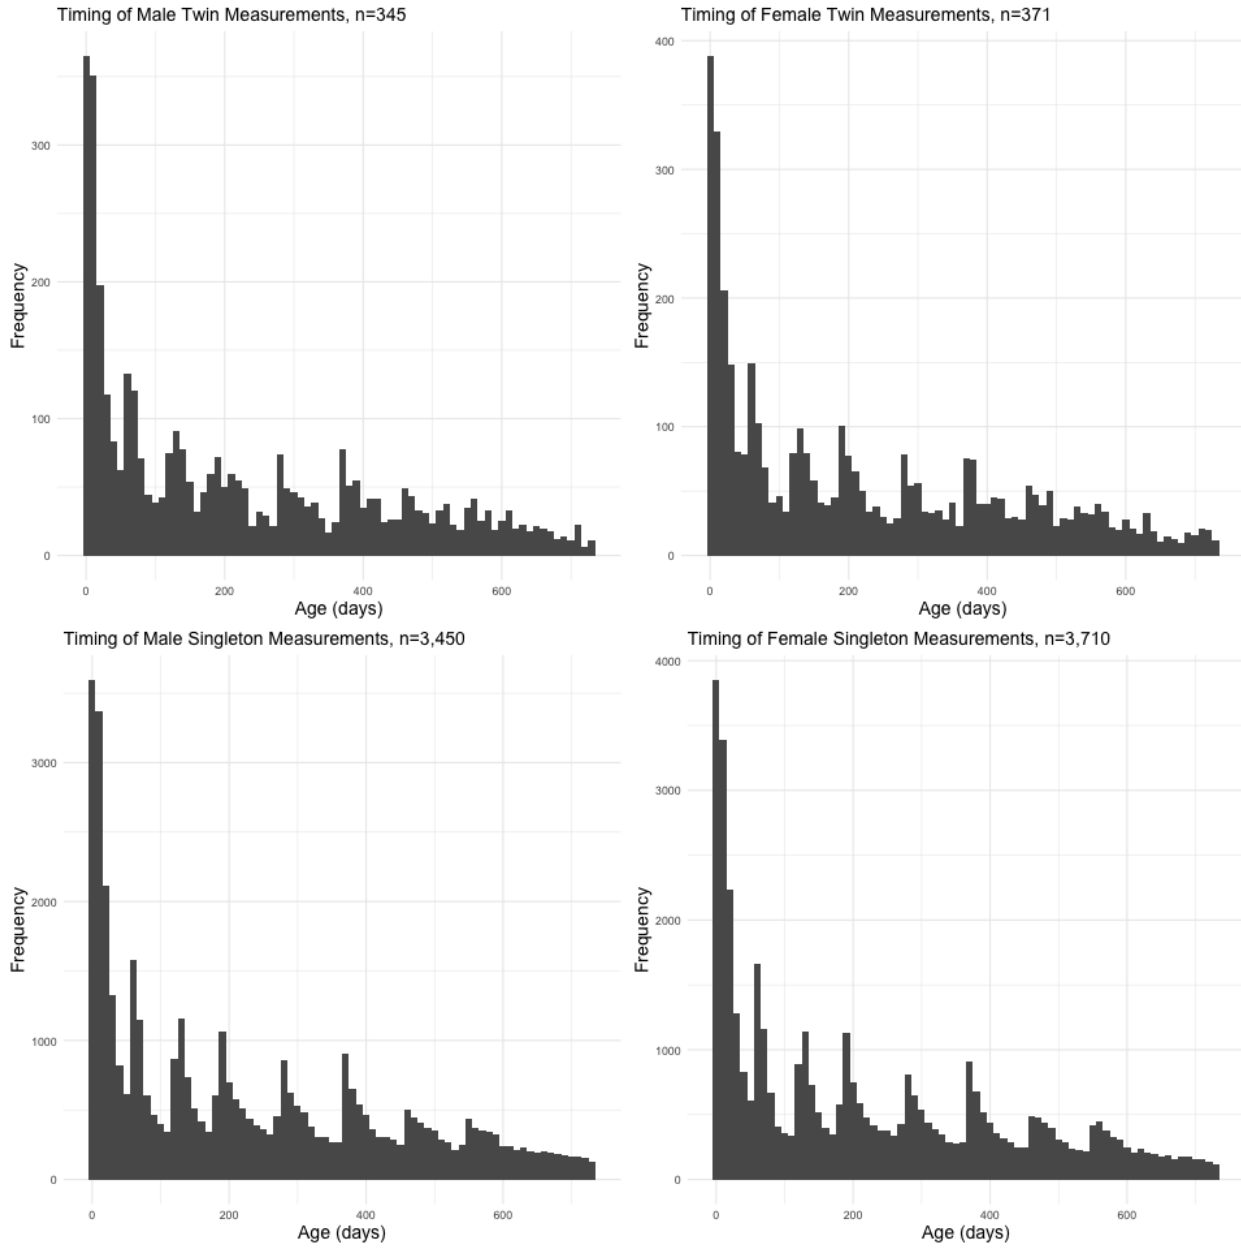 Timing of Male Twin Measurements, n=345
Frequency
300
200
100
0
0 200 400 600
Age (days)
Timing of Female Twin Measurements, n=371
Frequency
400
300
200
100
0
0 200 400 600
Age (days)
Timing of Male Singleton Measurements, n=3,450
Frequency
3000
2000
1000
0
0 200 400 600
Age (days)
Timing of Female Singleton Measurements, n=3,710
Frequency
4000
3000
2000
1000
0
0 200 400 600
Age (days)